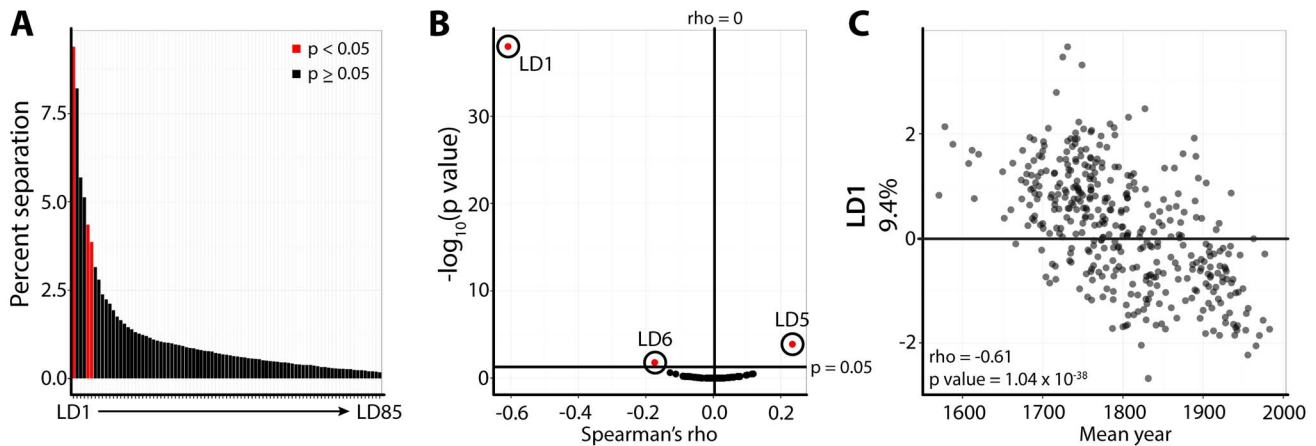 A
Percent separation
7.5
5.0
2.5
0.0
p < 0.05
p ≥ 0.05
LD1
LD85
B
rho = 0
-log10(p value)
30
20
10
0
LD1
LD6
LD5
p = 0.05
-0.6
-0.4
-0.2
0.0
0.2
Spearman's rho
C
LD1
9.4%
2
0
-2
rho = -0.61
p value = 1.04 x 10-38
1600
1700
1800
1900
2000
Mean year